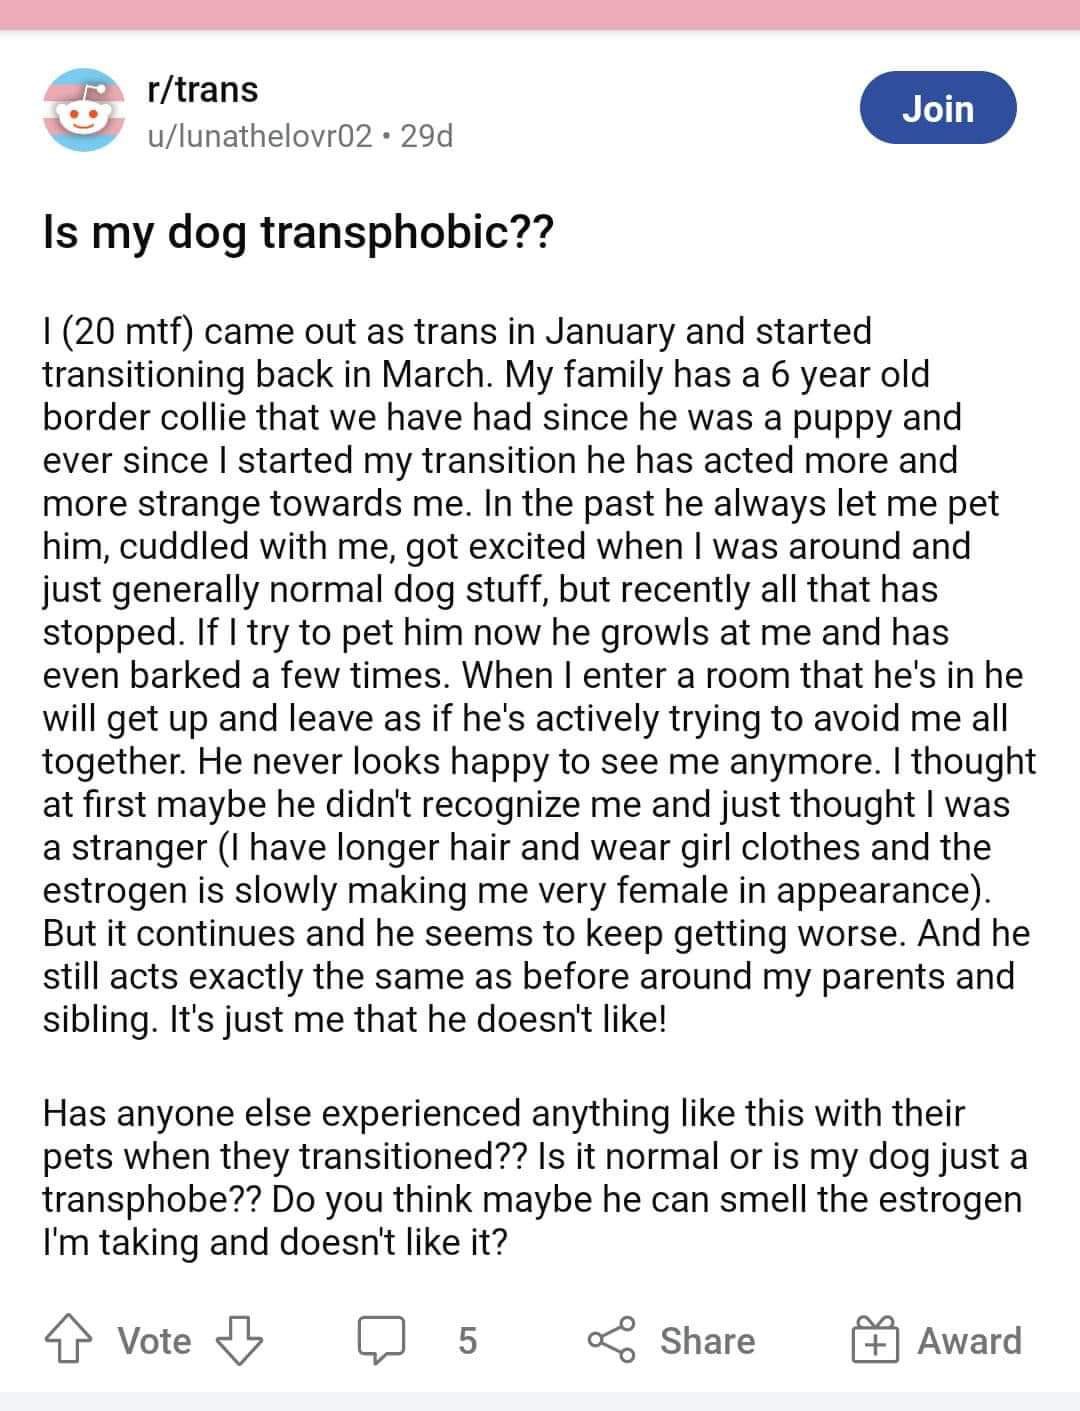 r/trans
u/lunathelovr02 • 29d
Join
Is my dog transphobic??
I (20 mtf) came out as trans in January and started
transitioning back in March. My family has a 6 year old
border collie that we have had since he was a puppy and
ever since I started my transition he has acted more and
more strange towards me. In the past he always let me pet
him, cuddled with me, got excited when I was around and
just generally normal dog stuff, but recently all that has
stopped. If I try to pet him now he growls at me and has
even barked a few times. When I enter a room that he's in he
will get up and leave as if he's actively trying to avoid me all
together. He never looks happy to see me anymore. I thought
at first maybe he didn't recognize me and just thought I was
a stranger (I have longer hair and wear girl clothes and the
estrogen is slowly making me very female in appearance).
But it continues and he seems to keep getting worse. And he
still acts exactly the same as before around my parents and
sibling. It's just me that he doesn't like!
Has anyone else experienced anything like this with their
pets when they transitioned?? Is it normal or is my dog just a
transphobe?? Do you think maybe he can smell the estrogen
I'm taking and doesn't like it?
Vote
5
Share
Award